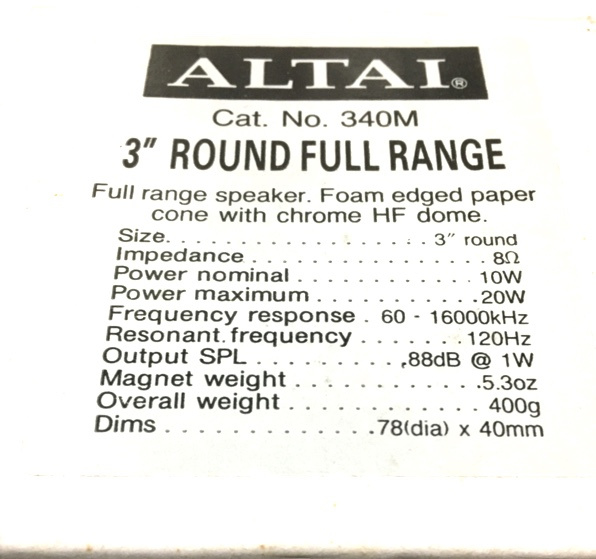 ALTAI®
Cat. No. 340M
3" ROUND FULL RANGE
Full range speaker. Foam edged paper
cone with chrome HF dome.
Size. . . . . . . . . . . . . . . . . . 3" round
Impedance . . . . . . . . . . . . . . . . 8Ω
Power nominal . . . . . . . . . . . . 10W
Power maximum . . . . . . . . . . . 20W
Frequency response . 60 - 16000kHz
Resonant. frequency . . . . . . . 120Hz
Output SPL . . . . . . . . . . 88dB @ 1W
Magnet weight . . . . . . . . . . . . . 5.3oz
Overall weight . . . . . . . . . . . . . 400g
Dims . . . . . . . . . . . . . 78(dia) x 40mm